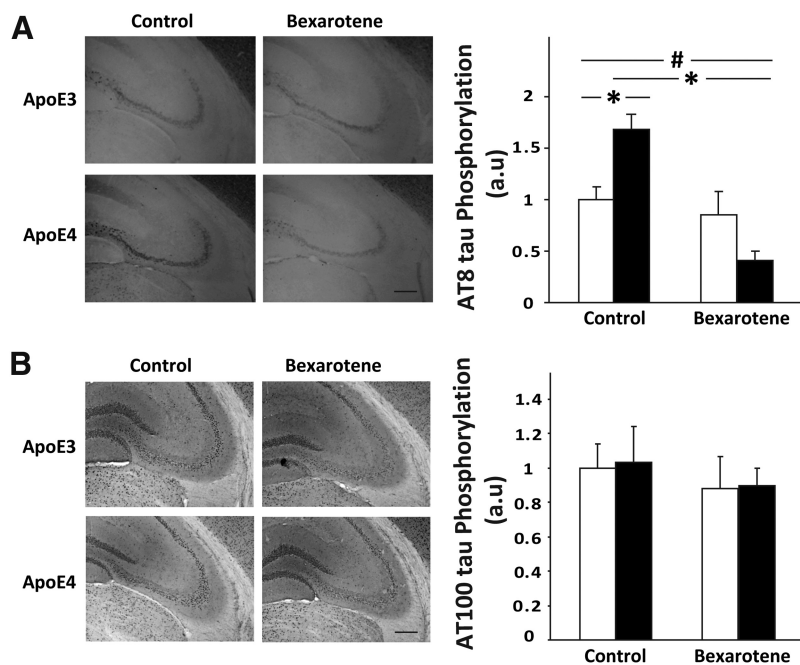 A
Control Bexarotene
ApoE3
ApoE4
AT8 tau Phosphorylation
(a.u)
#
*
*
2
1.5
1
0.5
0
Control Bexarotene
B
Control Bexarotene
ApoE3
ApoE4
AT100 tau Phosphorylation
(a.u)
1.4
1.2
1
0.8
0.6
0.4
0.2
0
Control Bexarotene